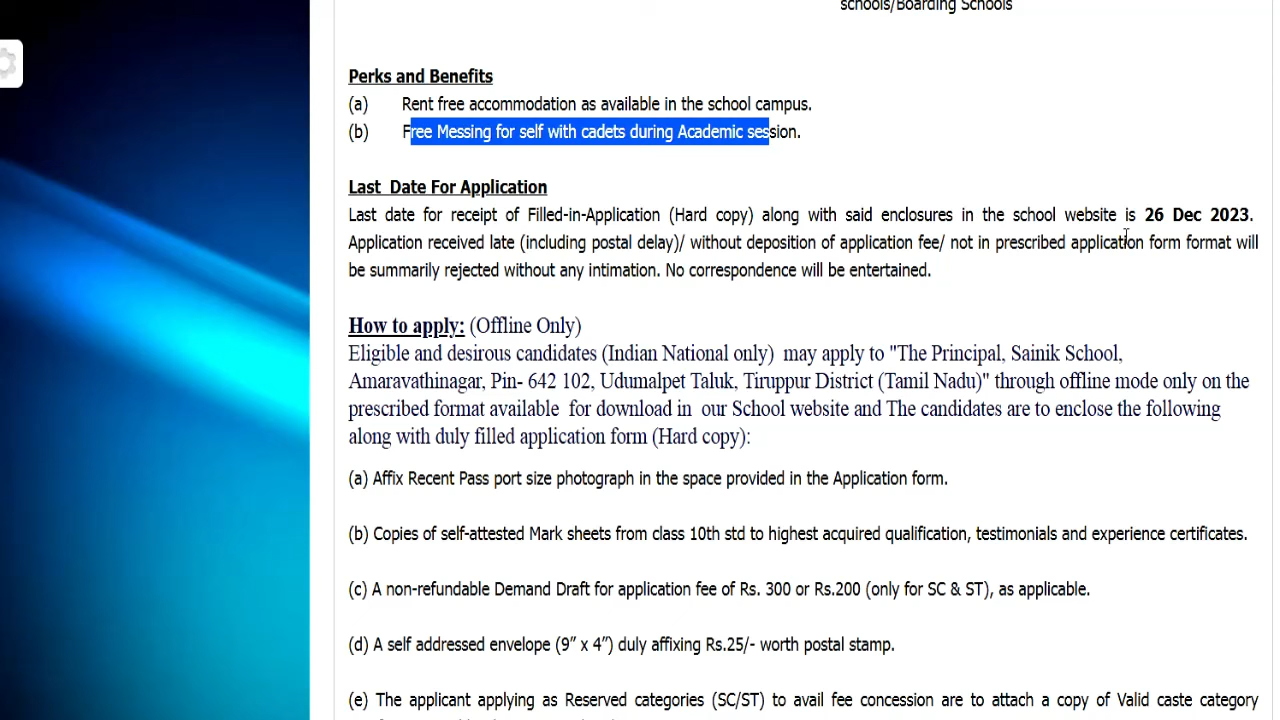 schools/Boarding Schools
Perks and Benefits
(a) Rent free accommodation as available in the school campus.
(b) Free Messing for self with cadets during Academic session.
Last Date For Application
Last date for receipt of Filled-in-Application (Hard copy) along with said enclosures in the school website is 26 Dec 2023.
Application received late (including postal delay)/ without deposition of application fee/ not in prescribed application form format will
be summarily rejected without any intimation. No correspondence will be entertained.
How to apply: (Offline Only)
Eligible and desirous candidates (Indian National only) may apply to "The Principal, Sainik School,
Amaravathinagar, Pin- 642 102, Udumalpet Taluk, Tiruppur District (Tamil Nadu)" through offline mode only on the
prescribed format available for download in our School website and The candidates are to enclose the following
along with duly filled application form (Hard copy):
(a) Affix Recent Pass port size photograph in the space provided in the Application form.
(b) Copies of self-attested Mark sheets from class 10th std to highest acquired qualification, testimonials and experience certificates.
(c) A non-refundable Demand Draft for application fee of Rs. 300 or Rs.200 (only for SC & ST), as applicable.
(d) A self addressed envelope (9” x 4”) duly affixing Rs.25/- worth postal stamp.
(e) The applicant applying as Reserved categories (SC/ST) to avail fee concession are to attach a copy of Valid caste category